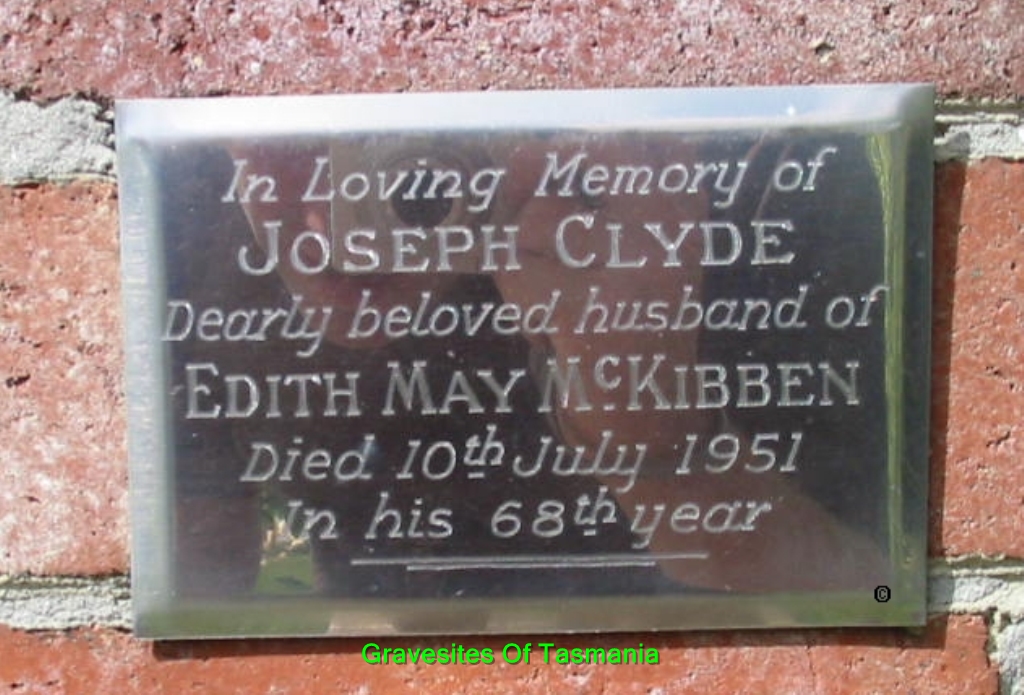 In Loving Memory of
JOSEPH CLYDE
Dearly beloved husband of
EDITH MAY MCKIBBEN
Died 10th July 1951
In his 68th year
©
Gravesites Of Tasmania